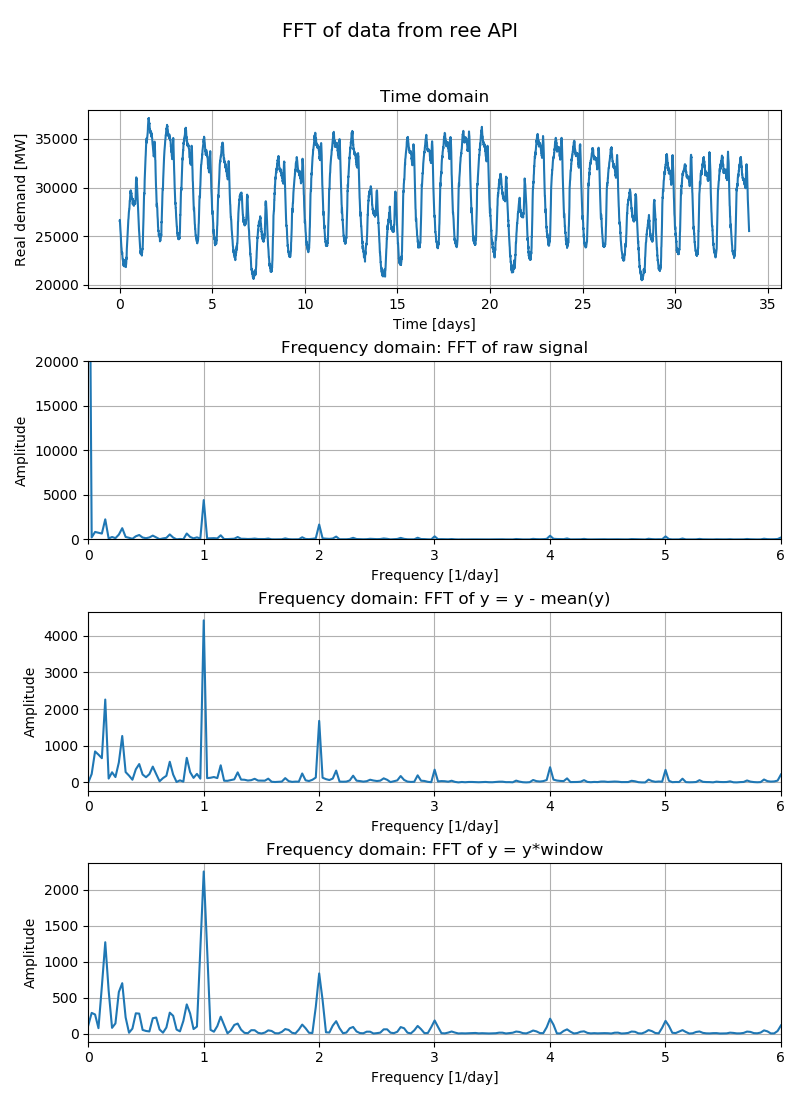 FFT of data from ree API
Time domain
35000
30000
25000
20000
Real demand [MW]
0 5 10 15 20 25 30 35
Time [days]
Frequency domain: FFT of raw signal
20000
15000
10000
5000
0
Amplitude
0 1 2 3 4 5 6
Frequency [1/day]
Frequency domain: FFT of y = y - mean(y)
4000
3000
2000
1000
0
Amplitude
0 1 2 3 4 5 6
Frequency [1/day]
Frequency domain: FFT of y = y*window
2000
1500
1000
500
0
Amplitude
0 1 2 3 4 5 6
Frequency [1/day]